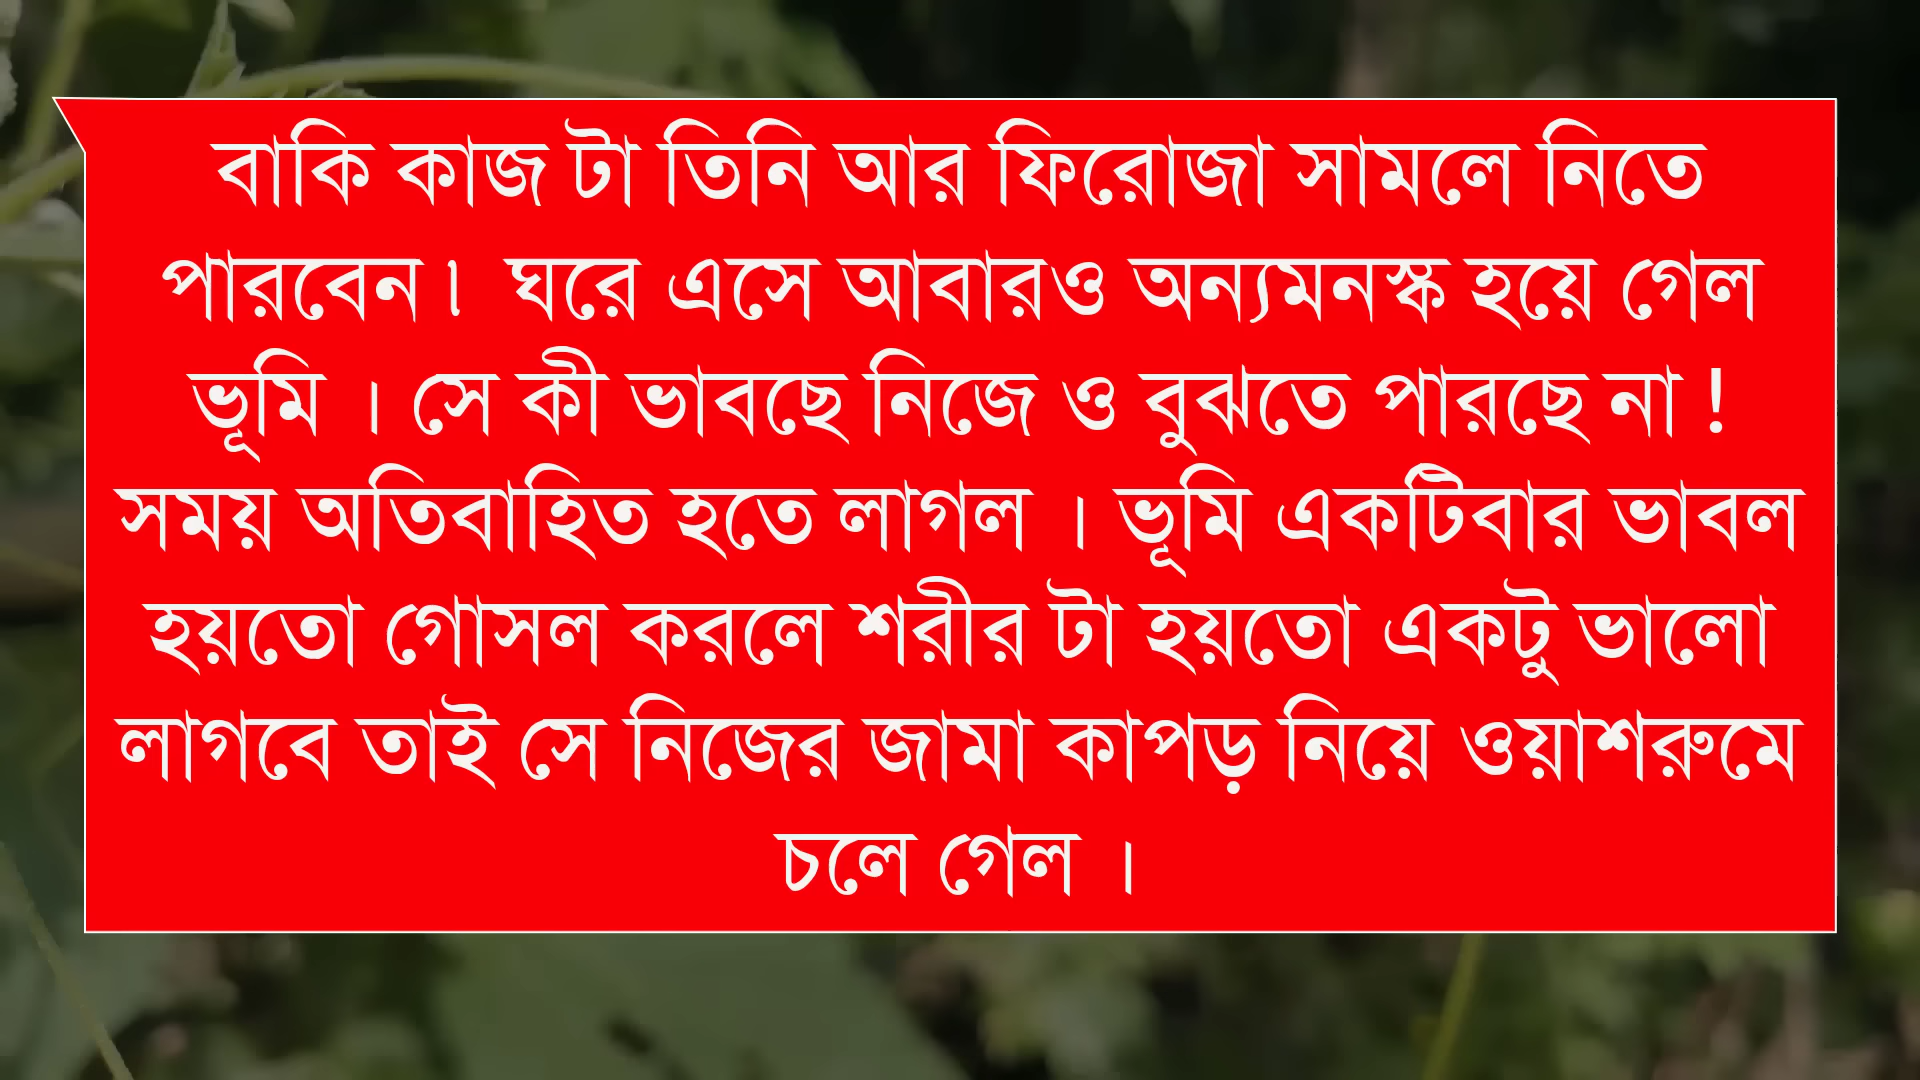 বাকি কাজ টা তিনি আর ফিরোজা সামলে নিতে
পারবেন ৷ ঘরে এসে আবারও অন্যমনস্ক হয়ে গেল
ভূমি । সে কী ভাবছে নিজে ও বুঝতে পারছে না !
সময় অতিবাহিত হতে লাগল । ভূমি একটিবার ভাবল
হয়তো গোসল করলে শরীর টা হয়তো একটু ভালো
লাগবে তাই সে নিজের জামা কাপড় নিয়ে ওয়াশরুমে
চলে গেল ।